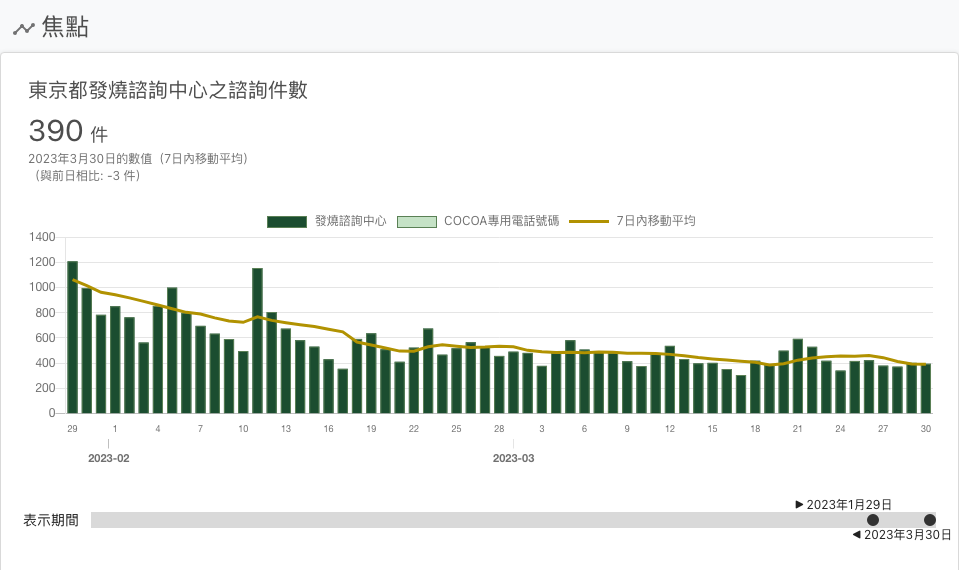 焦點
東京都發燒諮詢中心之諮詢件數
390 件
2023年3月30日的數值（7日內移動平均）
（與前日相比: -3 件）
發燒諮詢中心 COCOA專用電話號碼 7日內移動平均
1400
1200
1000
800
600
400
200
0
29 1 4 7 10 13 16 19 22 25 28 3 6 9 12 15 18 21 24 27 30
2023-02 2023-03
2023年1月29日
表示期間
2023年3月30日